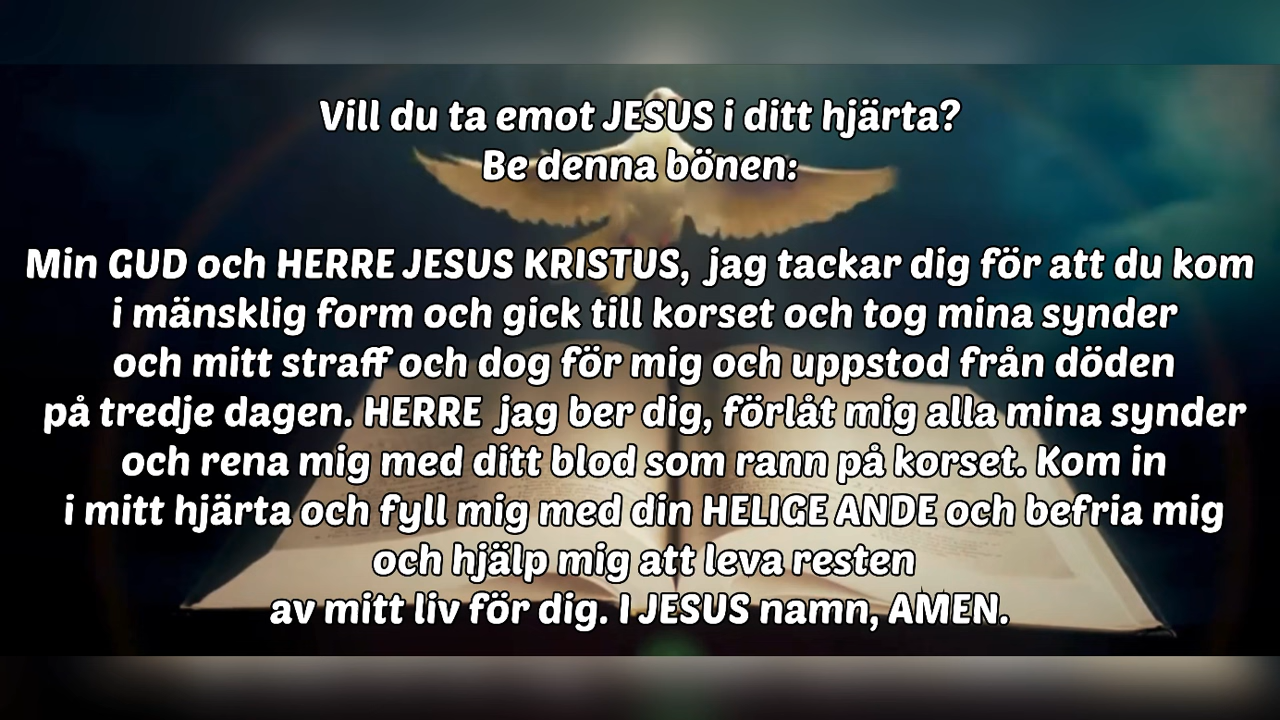 Vill du ta emot JESUS i ditt hjärta?
Be denna bönen:
Min GUD och HERRE JESUS KRISTUS, jag tackar dig för att du kom
i mänsklig form och gick till korset och tog mina synder
och mitt straff och dog för mig och uppstod från döden
på tredje dagen. HERRE jag ber dig, förlåt mig alla mina synder
och rena mig med ditt blod som rann på korset. Kom in
i mitt hjärta och fyll mig med din HELIGE ANDE och befria mig
och hjälp mig att leva resten
av mitt liv för dig. I JESUS namn, AMEN.